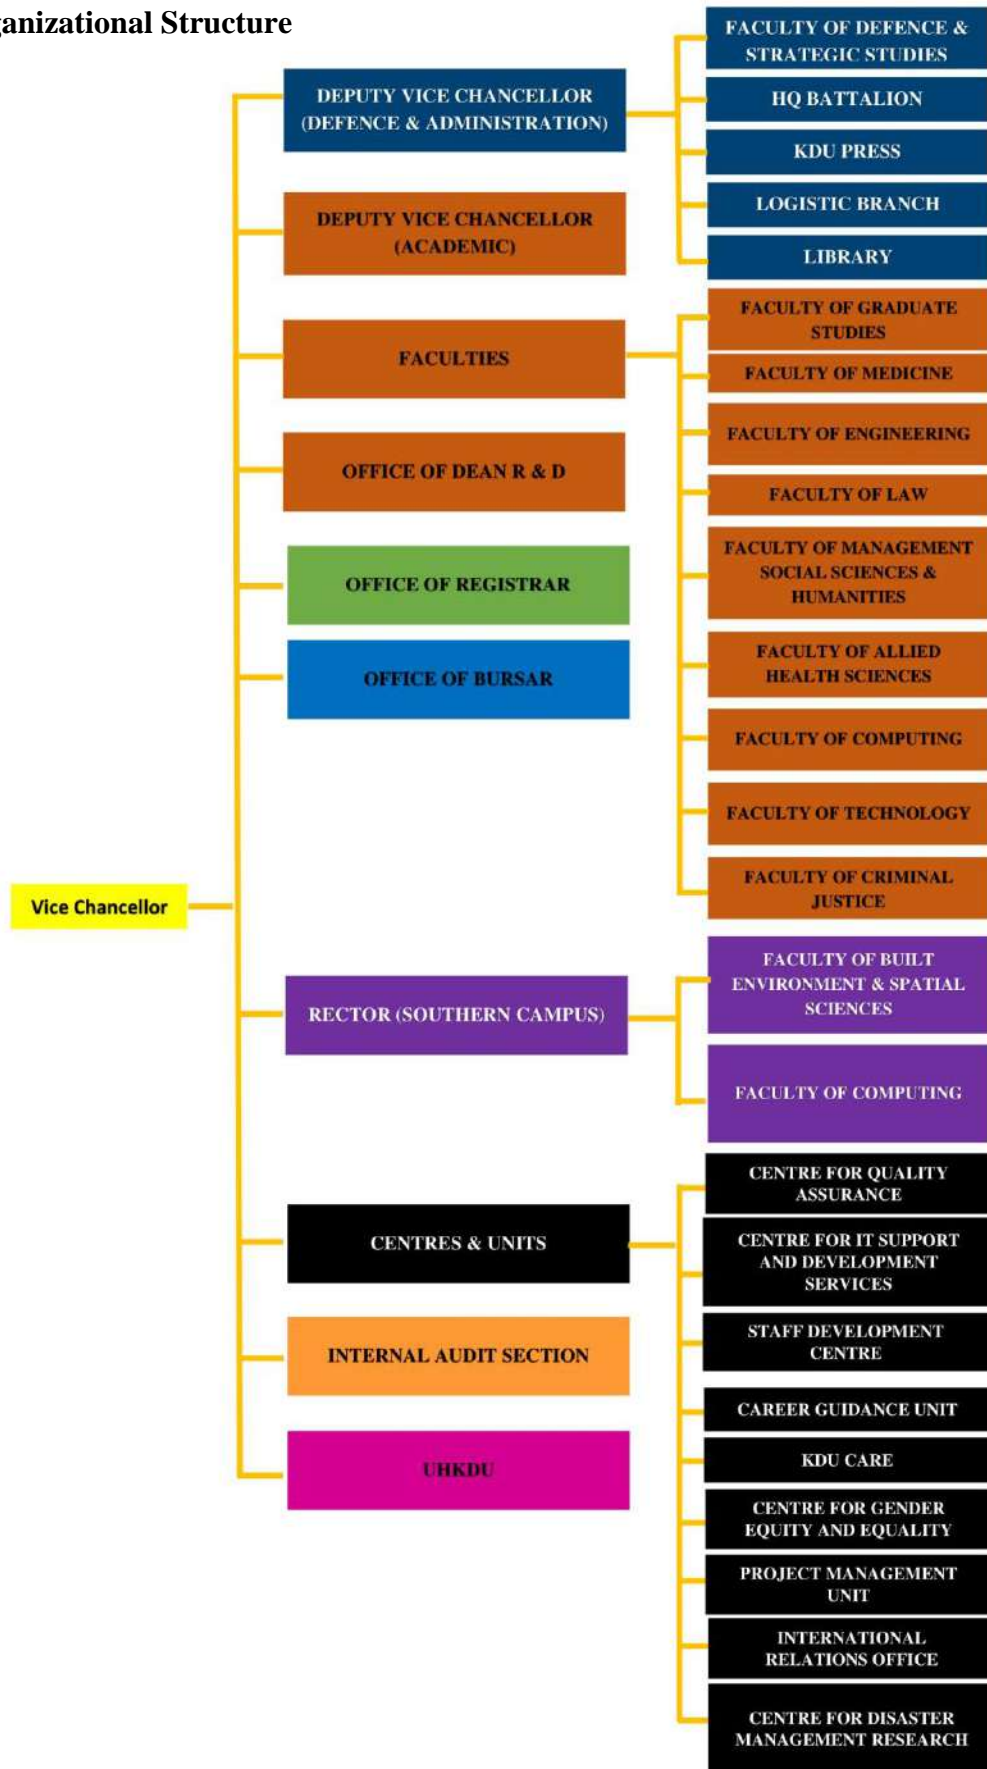 ganizational Structure
DEPUTY VICE CHANCELLOR
(DEFENCE & ADMINISTRATION)
FACULTY OF DEFENCE &
STRATEGIC STUDIES
HQ BATTALION
KDU PRESS
LOGISTIC BRANCH
LIBRARY
DEPUTY VICE CHANCELLOR
(ACADEMIC)
FACULTIES
FACULTY OF GRADUATE
STUDIES
FACULTY OF MEDICINE
FACULTY OF ENGINEERING
FACULTY OF LAW
FACULTY OF MANAGEMENT
SOCIAL SCIENCES &
HUMANITIES
FACULTY OF ALLIED
HEALTH SCIENCES
FACULTY OF COMPUTING
FACULTY OF TECHNOLOGY
FACULTY OF CRIMINAL
JUSTICE
OFFICE OF DEAN R & D
OFFICE OF REGISTRAR
OFFICE OF BURSAR
Vice Chancellor
RECTOR (SOUTHERN CAMPUS)
FACULTY OF BUILT
ENVIRONMENT & SPATIAL
SCIENCES
FACULTY OF COMPUTING
CENTRES & UNITS
CENTRE FOR QUALITY
ASSURANCE
CENTRE FOR IT SUPPORT
AND DEVELOPMENT
SERVICES
STAFF DEVELOPMENT
CENTRE
CAREER GUIDANCE UNIT
KDU CARE
CENTRE FOR GENDER
EQUITY AND EQUALITY
PROJECT MANAGEMENT
UNIT
INTERNATIONAL
RELATIONS OFFICE
CENTRE FOR DISASTER
MANAGEMENT RESEARCH
INTERNAL AUDIT SECTION
UHKDU